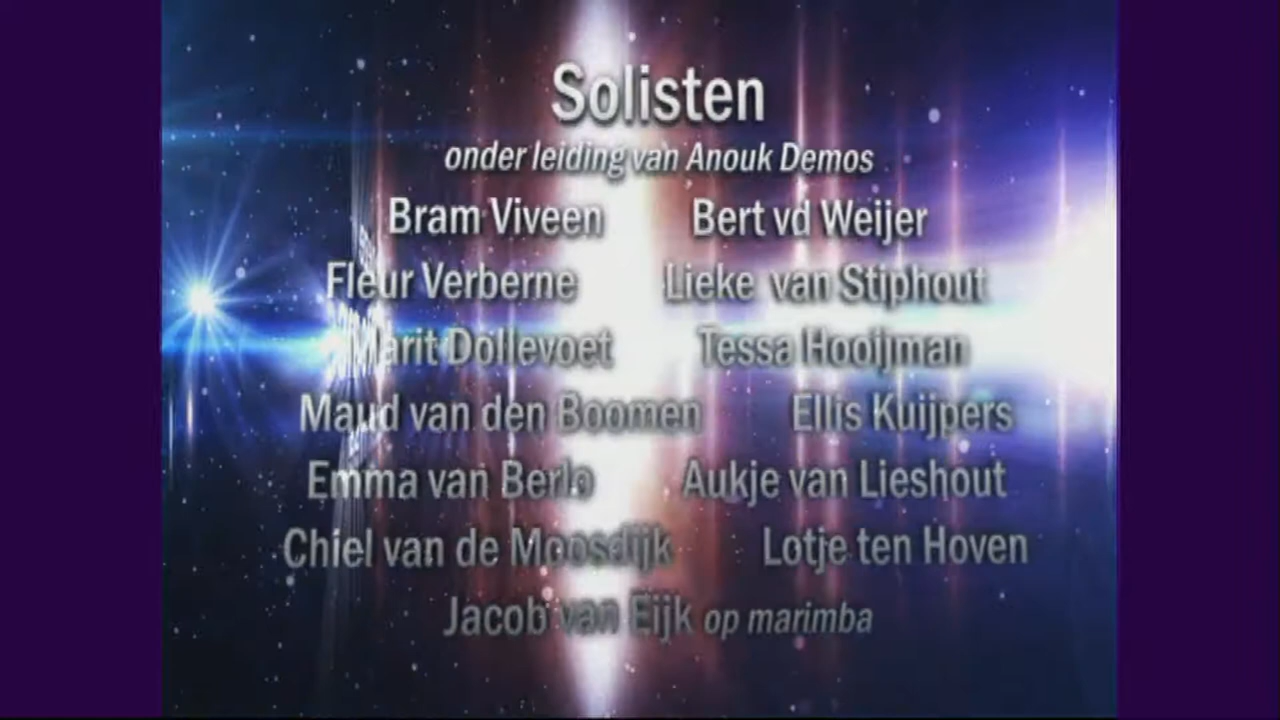 Solisten
onder leiding van Anouk Demos
Bram Viveen Bert vd Weijer
Fleur Verberne Lieke van Stiphout
Marit Dollevoet Tessa Hooijman
Maud van den Boomen Ellis Kuijpers
Emma van Berlo Aukje van Lieshout
Chiel van de Moosdijk Lotje ten Hoven
Jacob van Eijk op marimba